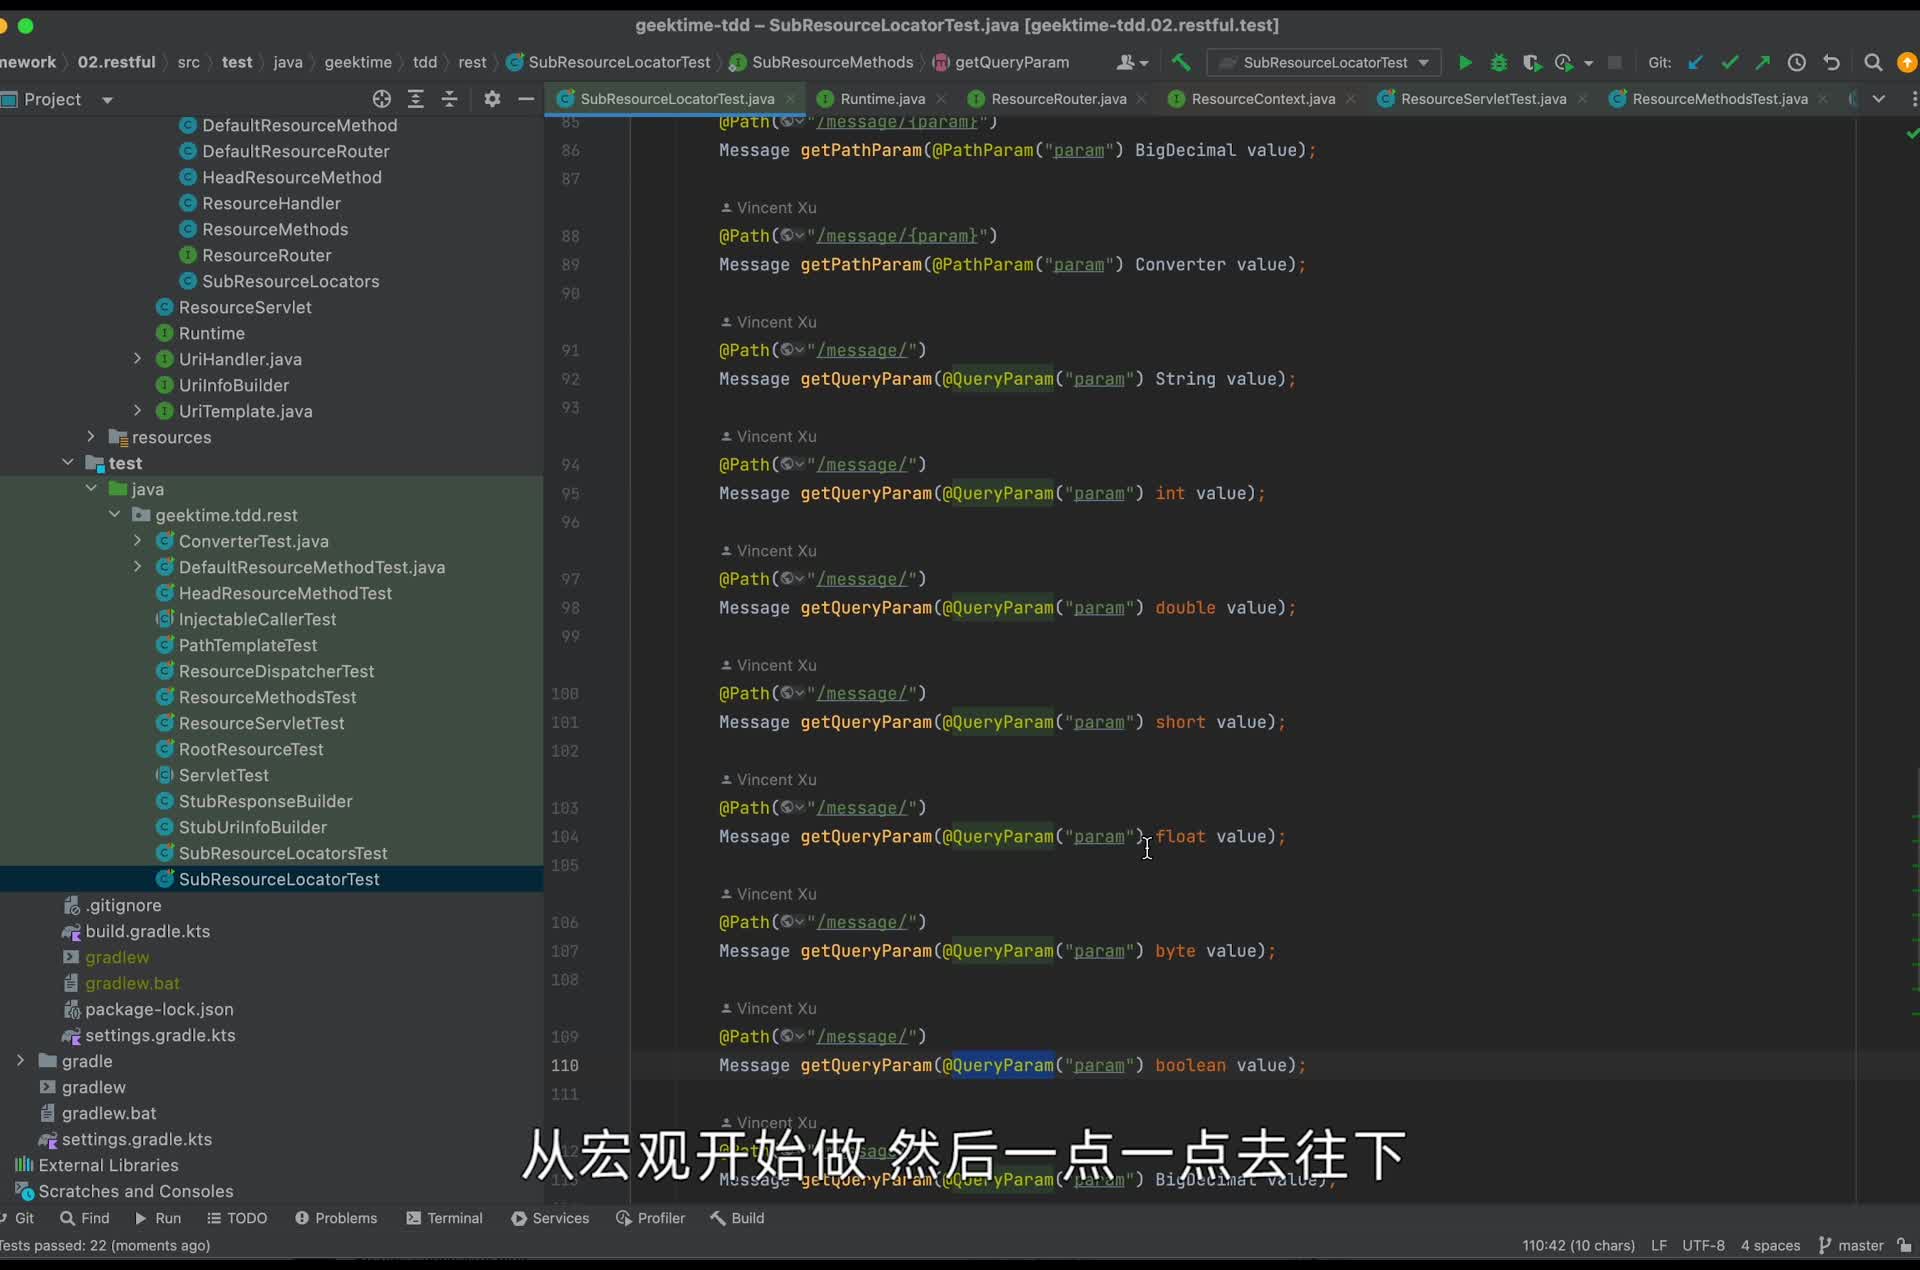 geektime-tdd – SubResourceLocatorTest.java [geektime-tdd.02.restful.test]
nework 02.restful src test java geektime tdd rest SubResourceLocatorTest SubResourceMethods getQueryParam SubResourceLocatorTest Git:
Project
SubResourceLocatorTest.java Runtime.java ResourceRouter.java ResourceContext.java ResourceServletTest.java ResourceMethodsTest.java
DefaultResourceMethod
DefaultResourceRouter
HeadResourceMethod
ResourceHandler
ResourceMethods
ResourceRouter
SubResourceLocators
ResourceServlet
Runtime
UriHandler.java
UriInfoBuilder
UriTemplate.java
resources
test
java
geektime.tdd.rest
ConverterTest.java
DefaultResourceMethodTest.java
HeadResourceMethodTest
InjectableCallerTest
PathTemplateTest
ResourceDispatcherTest
ResourceMethodsTest
ResourceServletTest
RootResourceTest
ServletTest
StubResponseBuilder
StubUriInfoBuilder
SubResourceLocatorsTest
SubResourceLocatorTest
.gitignore
build.gradle.kts
gradlew
gradlew.bat
package-lock.json
settings.gradle.kts
gradle
gradlew
gradlew.bat
settings.gradle.kts
External Libraries
Scratches and Consoles
85 @Path("/message/{param}")
86 Message getPathParam(@PathParam("param") BigDecimal value);
87
Vincent Xu
88 @Path("/message/{param}")
89 Message getPathParam(@PathParam("param") Converter value);
90
Vincent Xu
91 @Path("/message/")
92 Message getQueryParam(@QueryParam("param") String value);
93
Vincent Xu
94 @Path("/message/")
95 Message getQueryParam(@QueryParam("param") int value);
96
Vincent Xu
97 @Path("/message/")
98 Message getQueryParam(@QueryParam("param") double value);
99
Vincent Xu
100 @Path("/message/")
101 Message getQueryParam(@QueryParam("param") short value);
102
Vincent Xu
103 @Path("/message/")
104 Message getQueryParam(@QueryParam("param") float value);
105
Vincent Xu
106 @Path("/message/")
107 Message getQueryParam(@QueryParam("param") byte value);
108
Vincent Xu
109 @Path("/message/")
110 Message getQueryParam(@QueryParam("param") boolean value);
111
Vincent Xu
从宏观开始做 然后一点一点去往下
Message getQueryParam(@QueryParam("param") BigDecimal value);
Git Find Run TODO Problems Terminal Services Profiler Build
Tests passed: 22 (moments ago) 110:42 (10 chars) LF UTF-8 4 spaces master